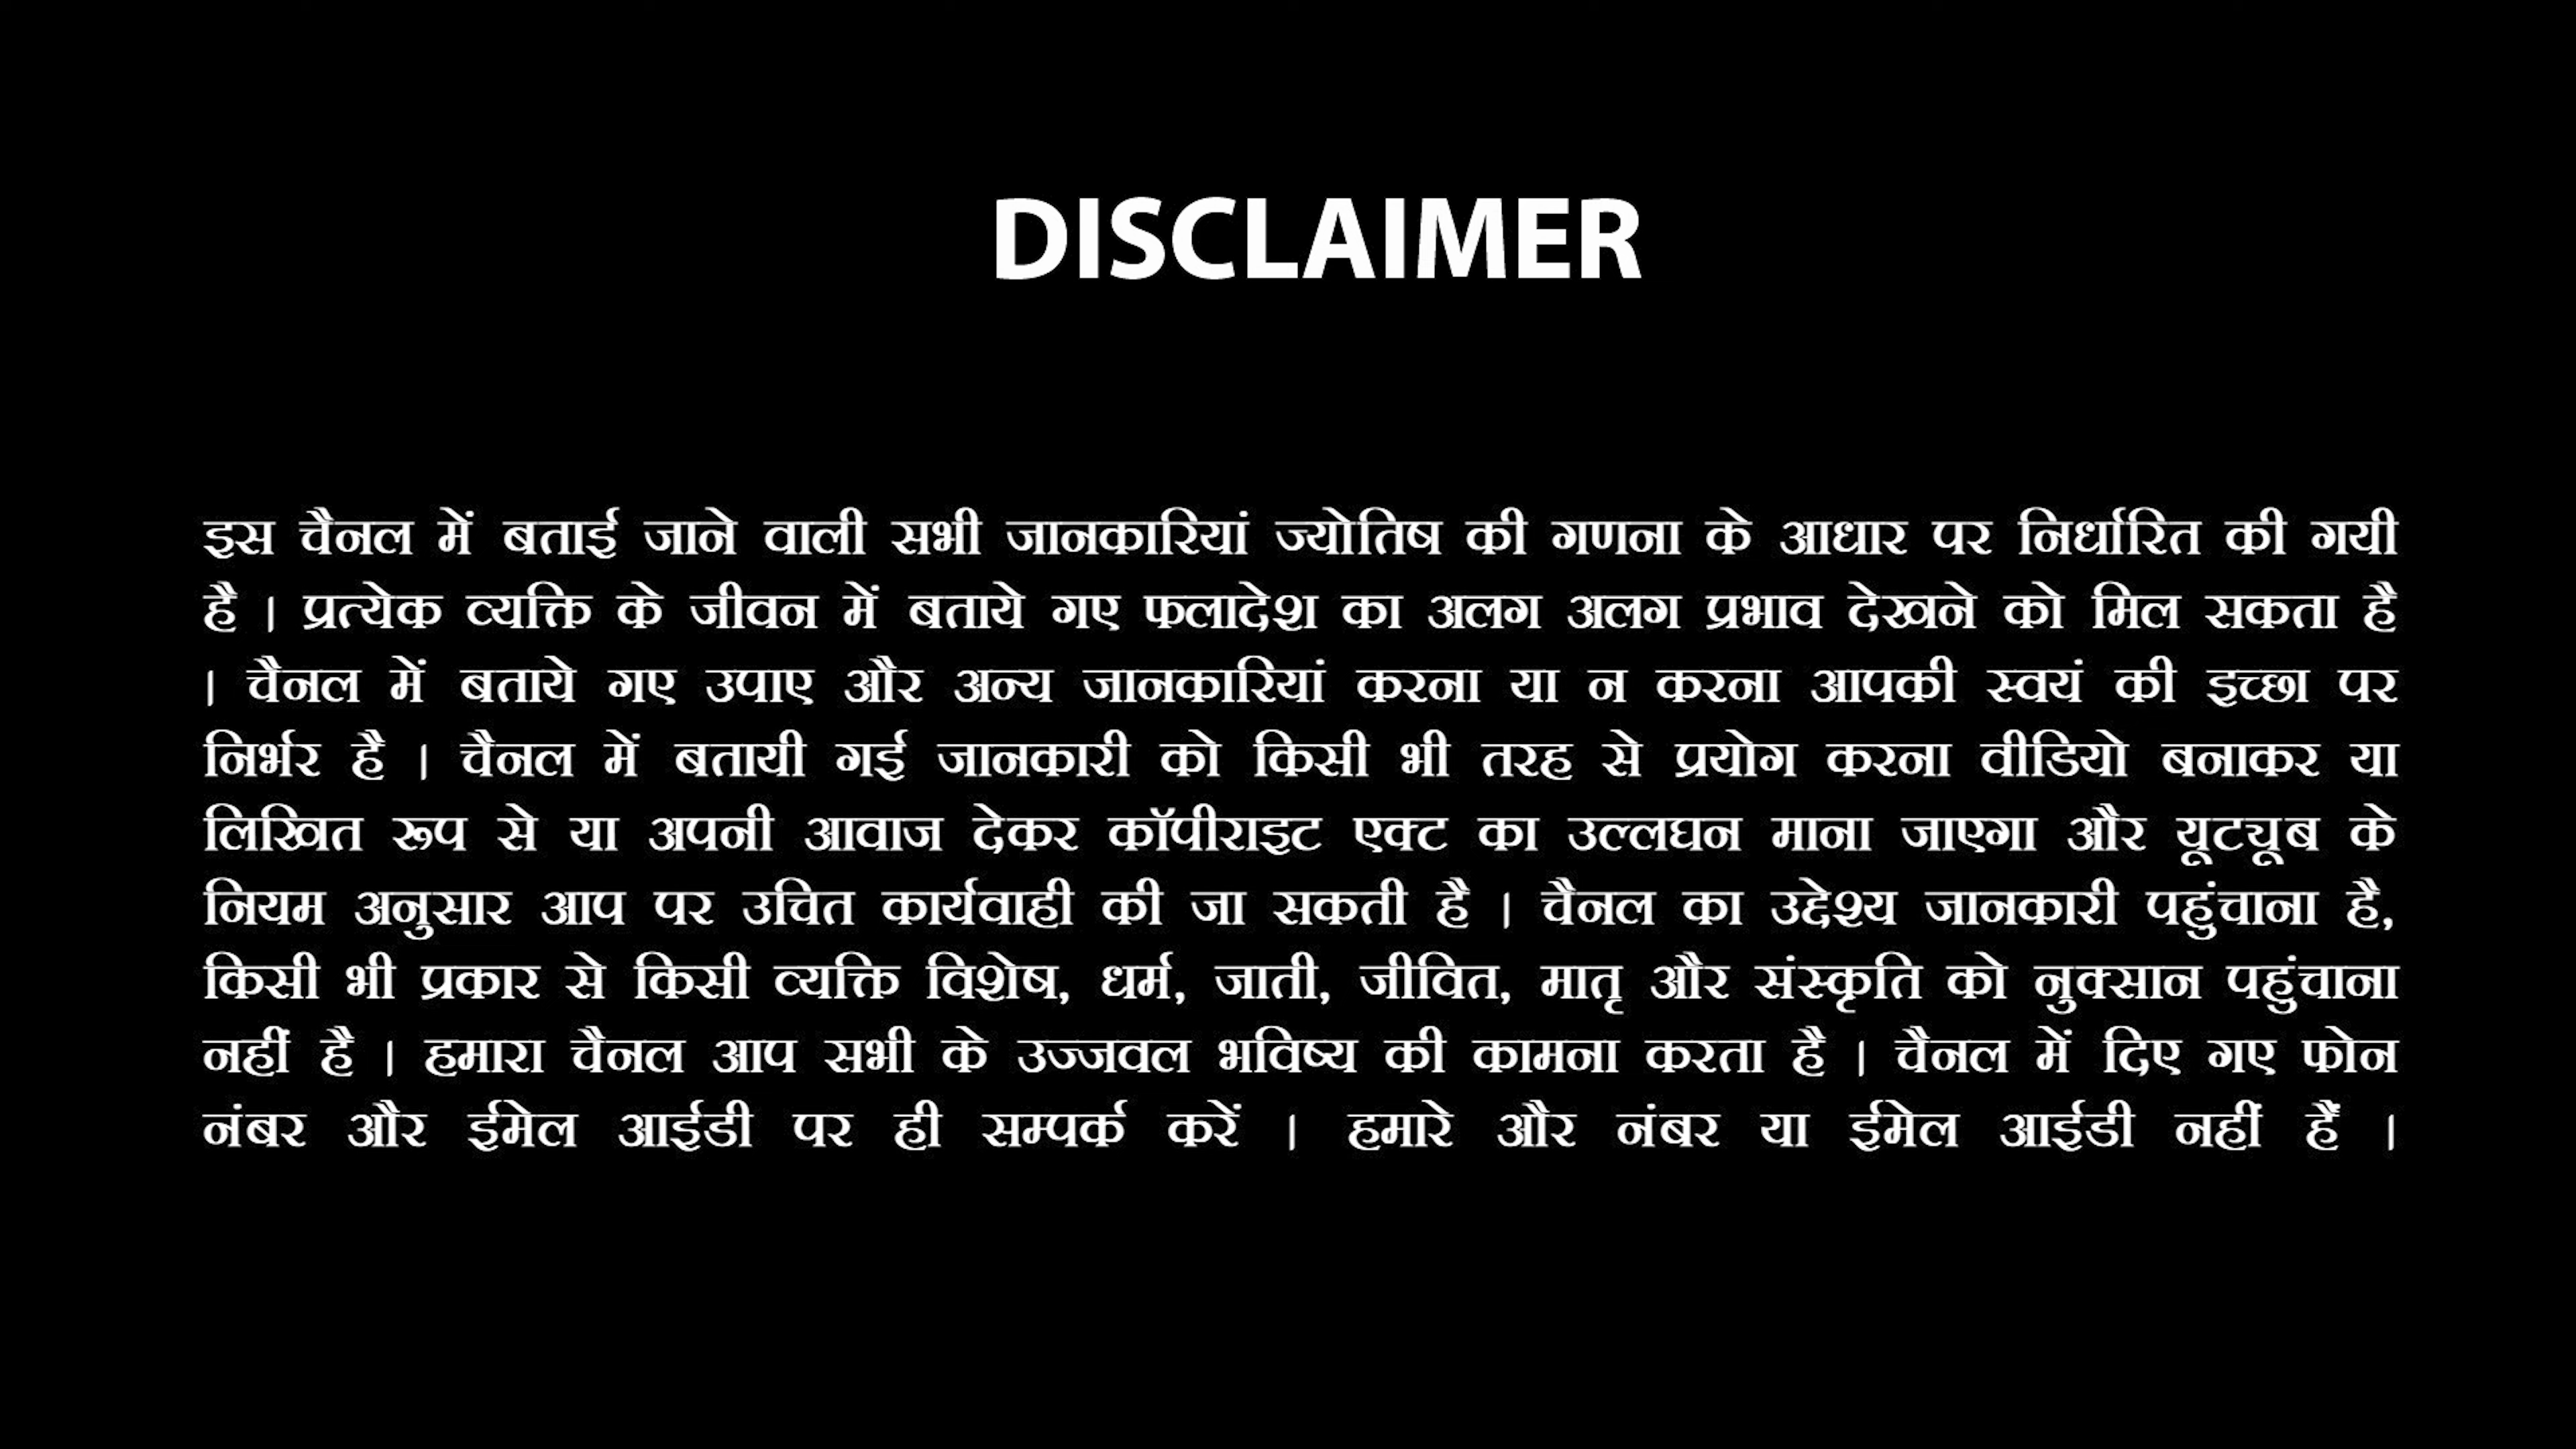 DISCLAIMER
इस चैनल में बताई जाने वाली सभी जानकारियां ज्योतिष की गणना के आधार पर निर्धारित की गयी
है । प्रत्येक व्यक्ति के जीवन में बताये गए फलादेश का अलग अलग प्रभाव देखने को मिल सकता है
। चैनल में बताये गए उपाए और अन्य जानकारियां करना या न करना आपकी स्वयं की इच्छा पर
निर्भर है । चैनल में बतायी गई जानकारी को किसी भी तरह से प्रयोग करना वीडियो बनाकर या
लिखित रूप से या अपनी आवाज देकर कॉपीराइट एक्ट का उल्लघन माना जाएगा और यूट्यूब के
नियम अनुसार आप पर उचित कार्यवाही की जा सकती है । चैनल का उद्देश्य जानकारी पहुंचाना है,
किसी भी प्रकार से किसी व्यक्ति विशेष, धर्म, जाती, जीवित, मातृ और संस्कृति को नुक्सान पहुंचाना
नहीं है । हमारा चैनल आप सभी के उज्जवल भविष्य की कामना करता है । चैनल में दिए गए फोन
नंबर और ईमेल आईडी पर ही सम्पर्क करें । हमारे और नंबर या ईमेल आईडी नहीं हैं ।